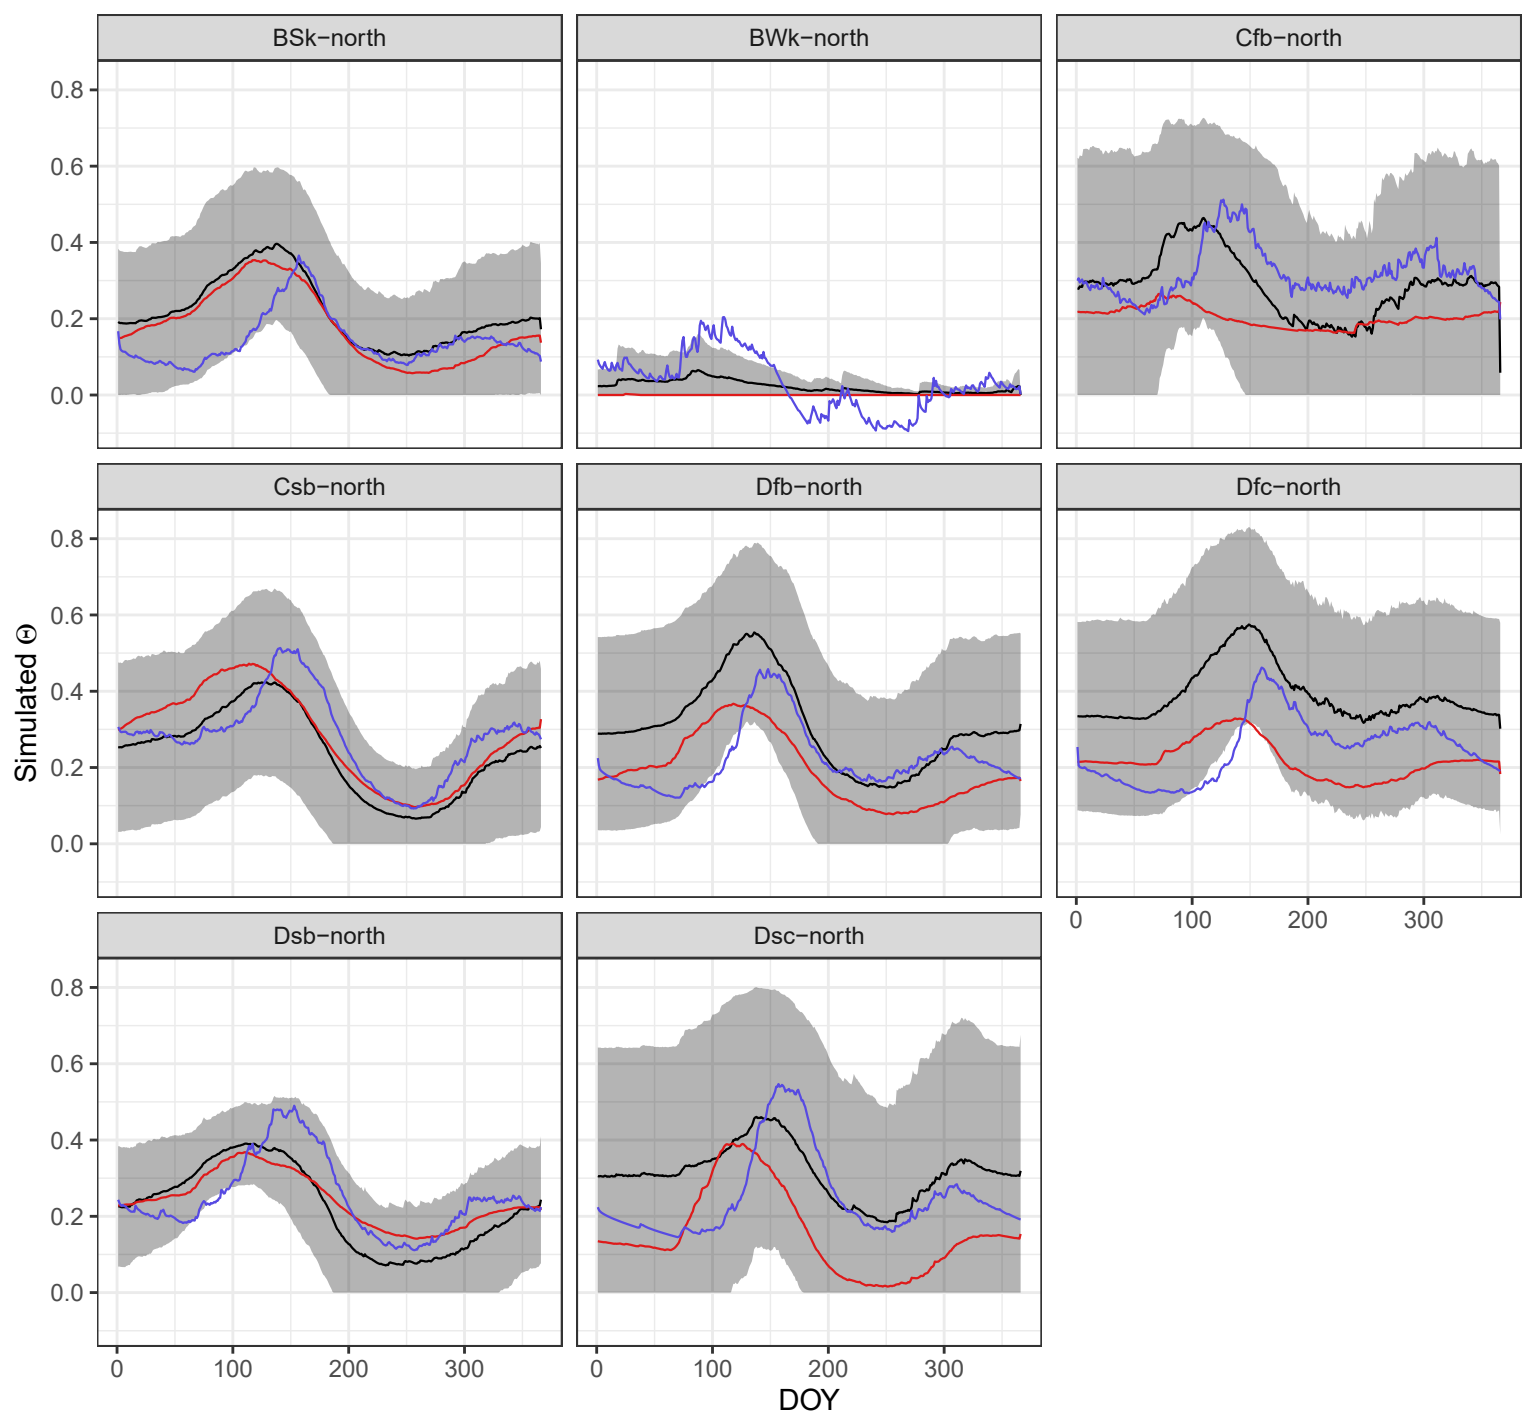 BSk−north BWk−north Cfb−north
0.8
0.6
0.4
0.2
0.0
Csb−north Dfb−north Dfc−north
0.8
0.6
0.4
0.2
0.0
0 100 200 300
Simulated Θ
Dsb−north Dsc−north
0.8
0.6
0.4
0.2
0.0
0 100 200 300 0 100 200 300
DOY